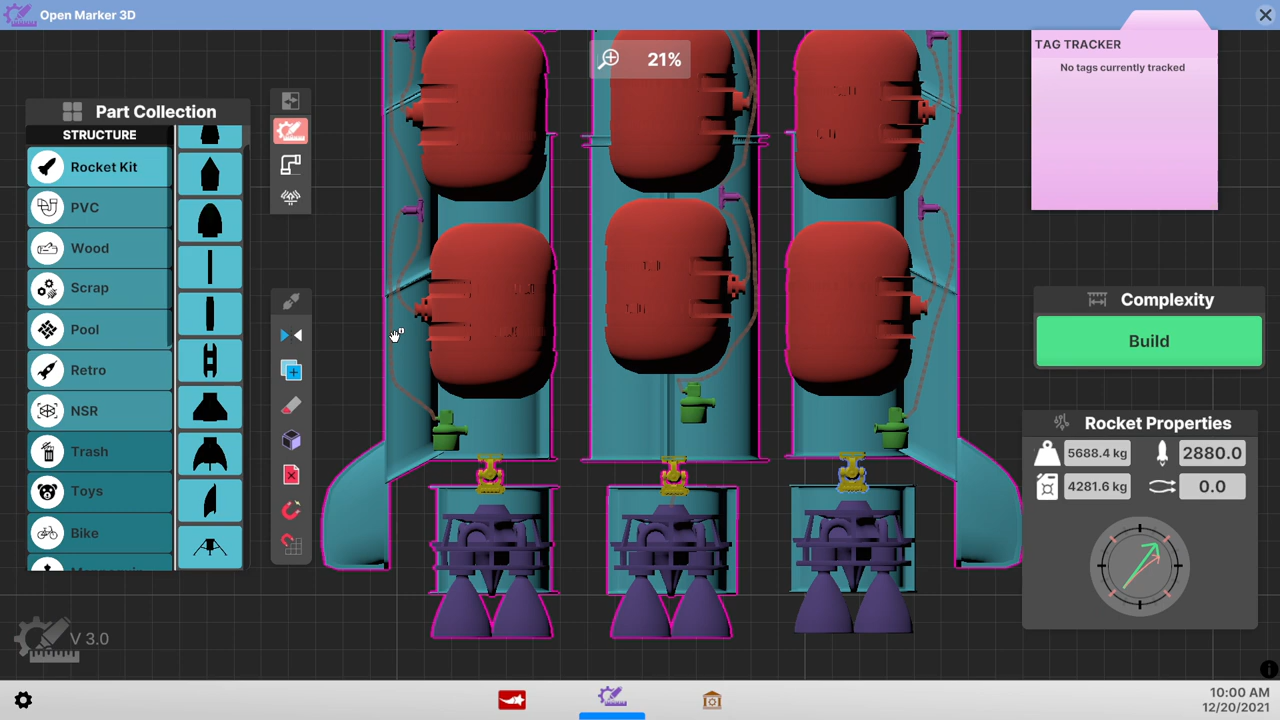 Open Marker 3D
21%
TAG TRACKER
No tags currently tracked
Part Collection
STRUCTURE
Rocket Kit
PVC
Wood
Scrap
Pool
Retro
NSR
Trash
Toys
Bike
Complexity
Build
Rocket Properties
5688.4 kg
2880.0
4281.6 kg
0.0
V 3.0
10:00 AM
12/20/2021